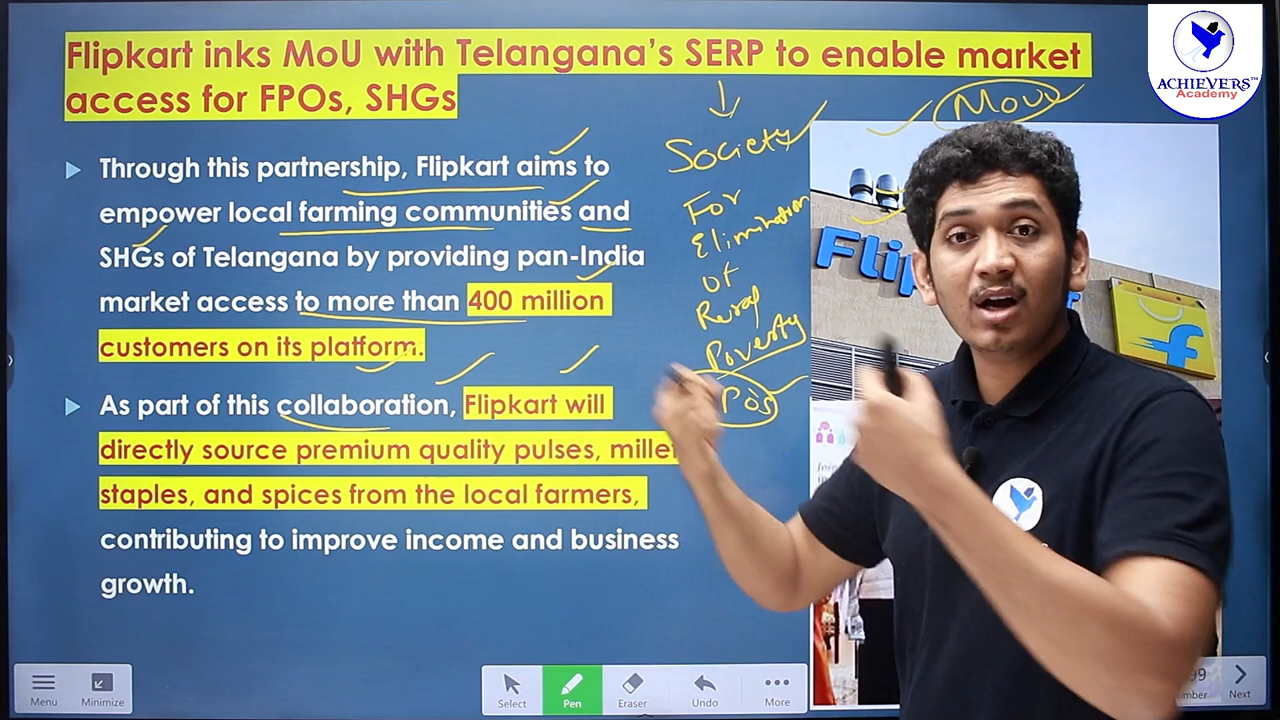 Flipkart inks MoU with Telangana's SERP to enable market
access for FPOs, SHGs
ACHIEVERS™
Academy
MoU
Society
For
Elimination
of
Rural
Poverty
Through this partnership, Flipkart aims to
empower local farming communities and
SHGs of Telangana by providing pan-India
market access to more than 400 million
customers on its platform.
As part of this collaboration, Flipkart will
directly source premium quality pulses, mille
staples, and spices from the local farmers,
contributing to improve income and business
growth.
Flip
Menu
Minimize
Select
Pen
Eraser
Undo
More
99
mber
Next